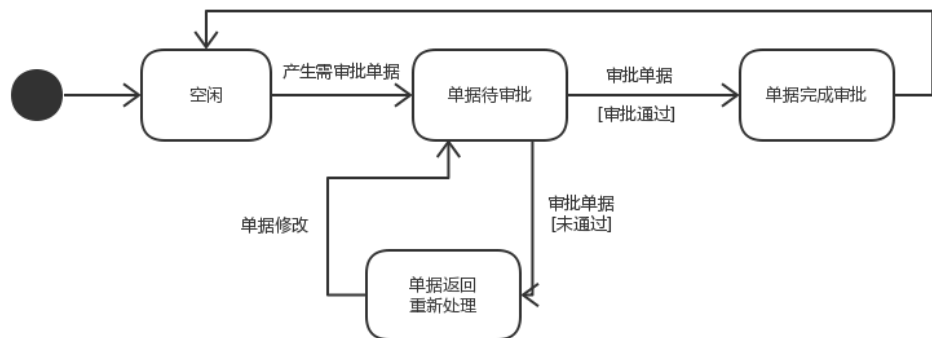 产生需审批单据
审批单据
空闲
单据待审批
单据完成审批
[审批通过]
审批单据
[未通过]
单据修改
单据返回
重新处理